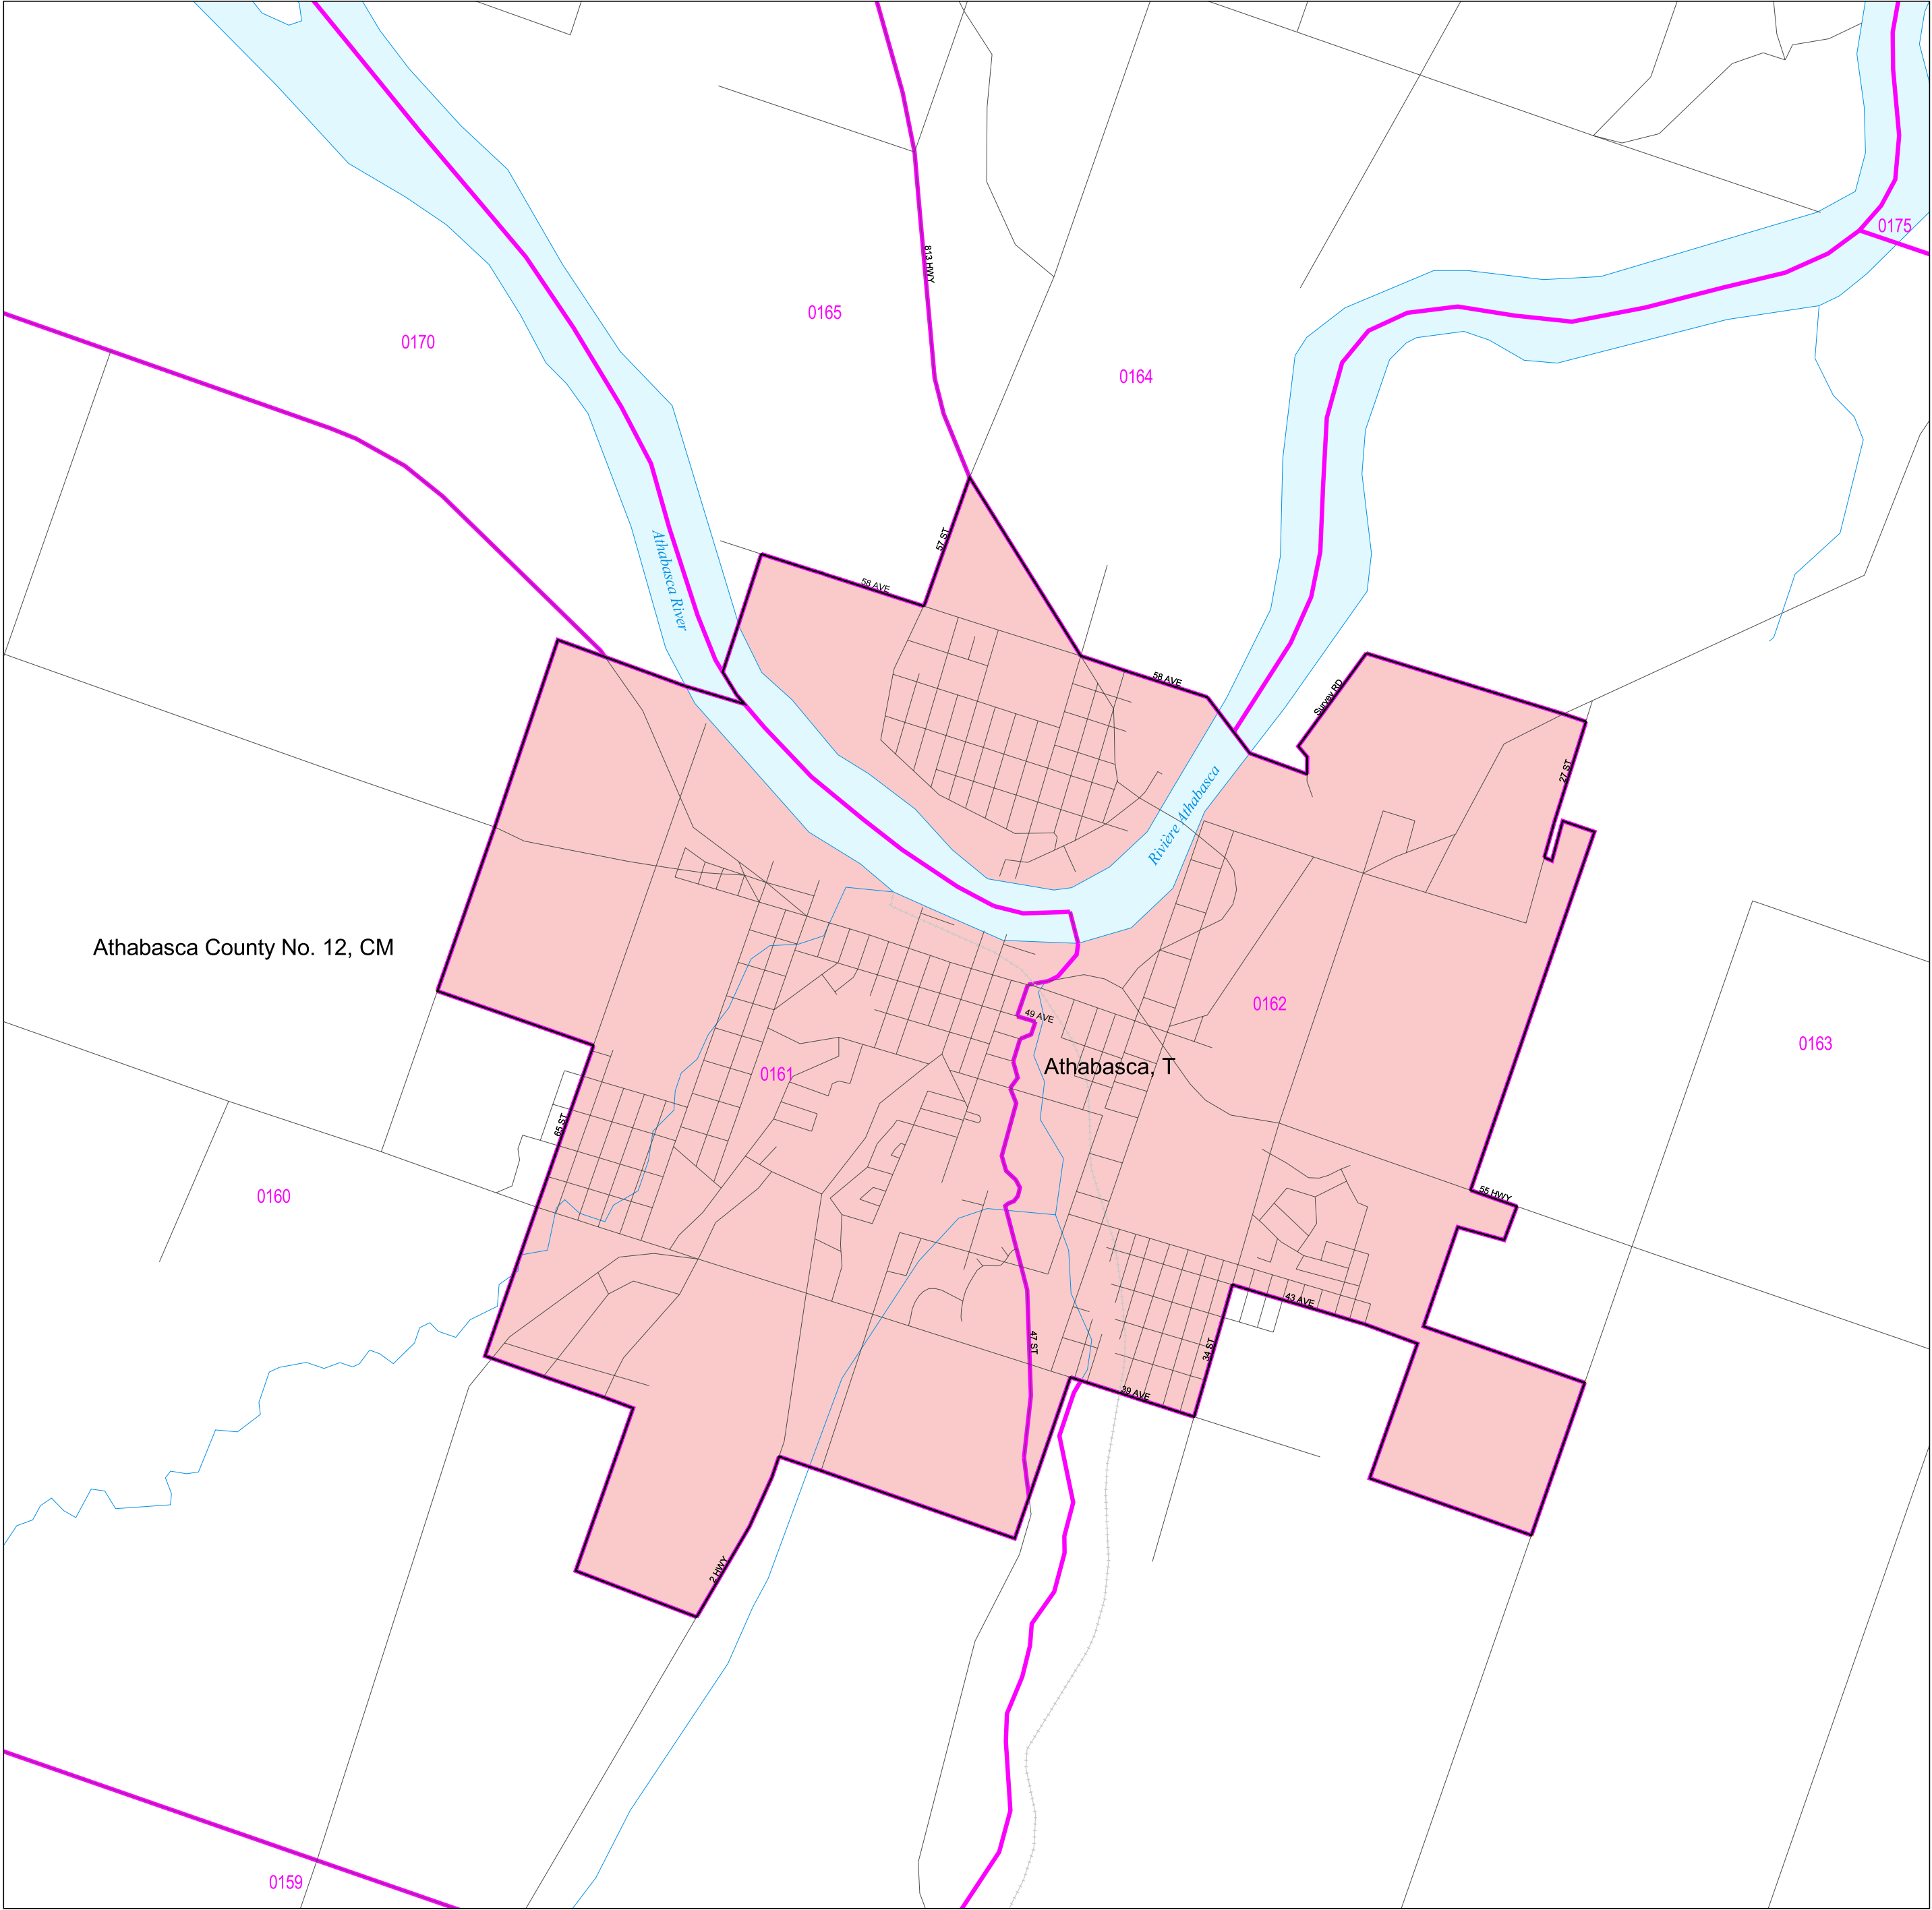 0175
813 HWY
0165
0170
0164
57 ST
Athabasca River
58 AVE
58 AVE
Survey RD
27 ST
Rivière Athabasca
Athabasca County No. 12, CM
0162
49 AVE
0163
Athabasca, T
0161
65 ST
0160
55 HWY
43 AVE
47 ST
34 ST
39 AVE
2 HWY
0159